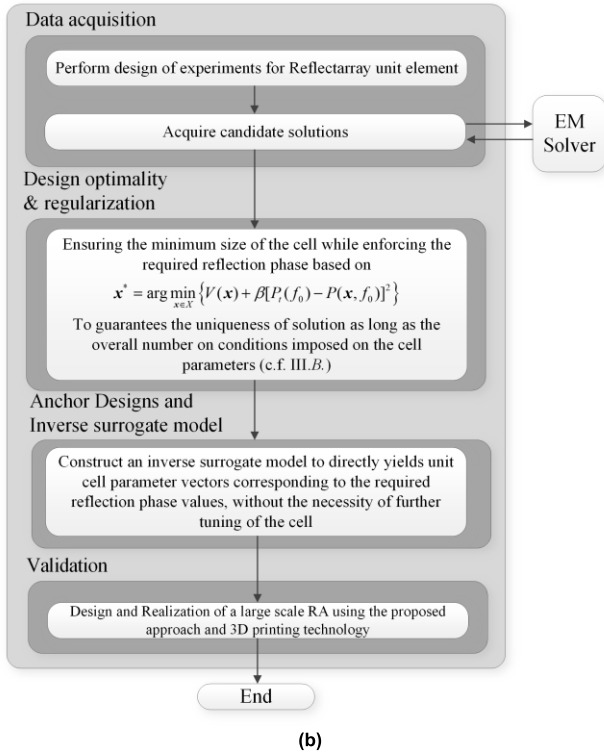 Data acquisition
Perform design of experiments for Reflectarray unit element
Acquire candidate solutions
EM
Solver
Design optimality
& regularization
Ensuring the minimum size of the cell while enforcing the
required reflection phase based on
x* = arg min_{x∈X} {V(x) + β[P_t(f_0) − P(x, f_0)]²}
To guarantees the uniqueness of solution as long as the
overall number on conditions imposed on the cell
parameters (c.f. III.B.)
Anchor Designs and
Inverse surrogate model
Construct an inverse surrogate model to directly yields unit
cell parameter vectors corresponding to the required
reflection phase values, without the necessity of further
tuning of the cell
Validation
Design and Realization of a large scale RA using the proposed
approach and 3D printing technology
End
(b)